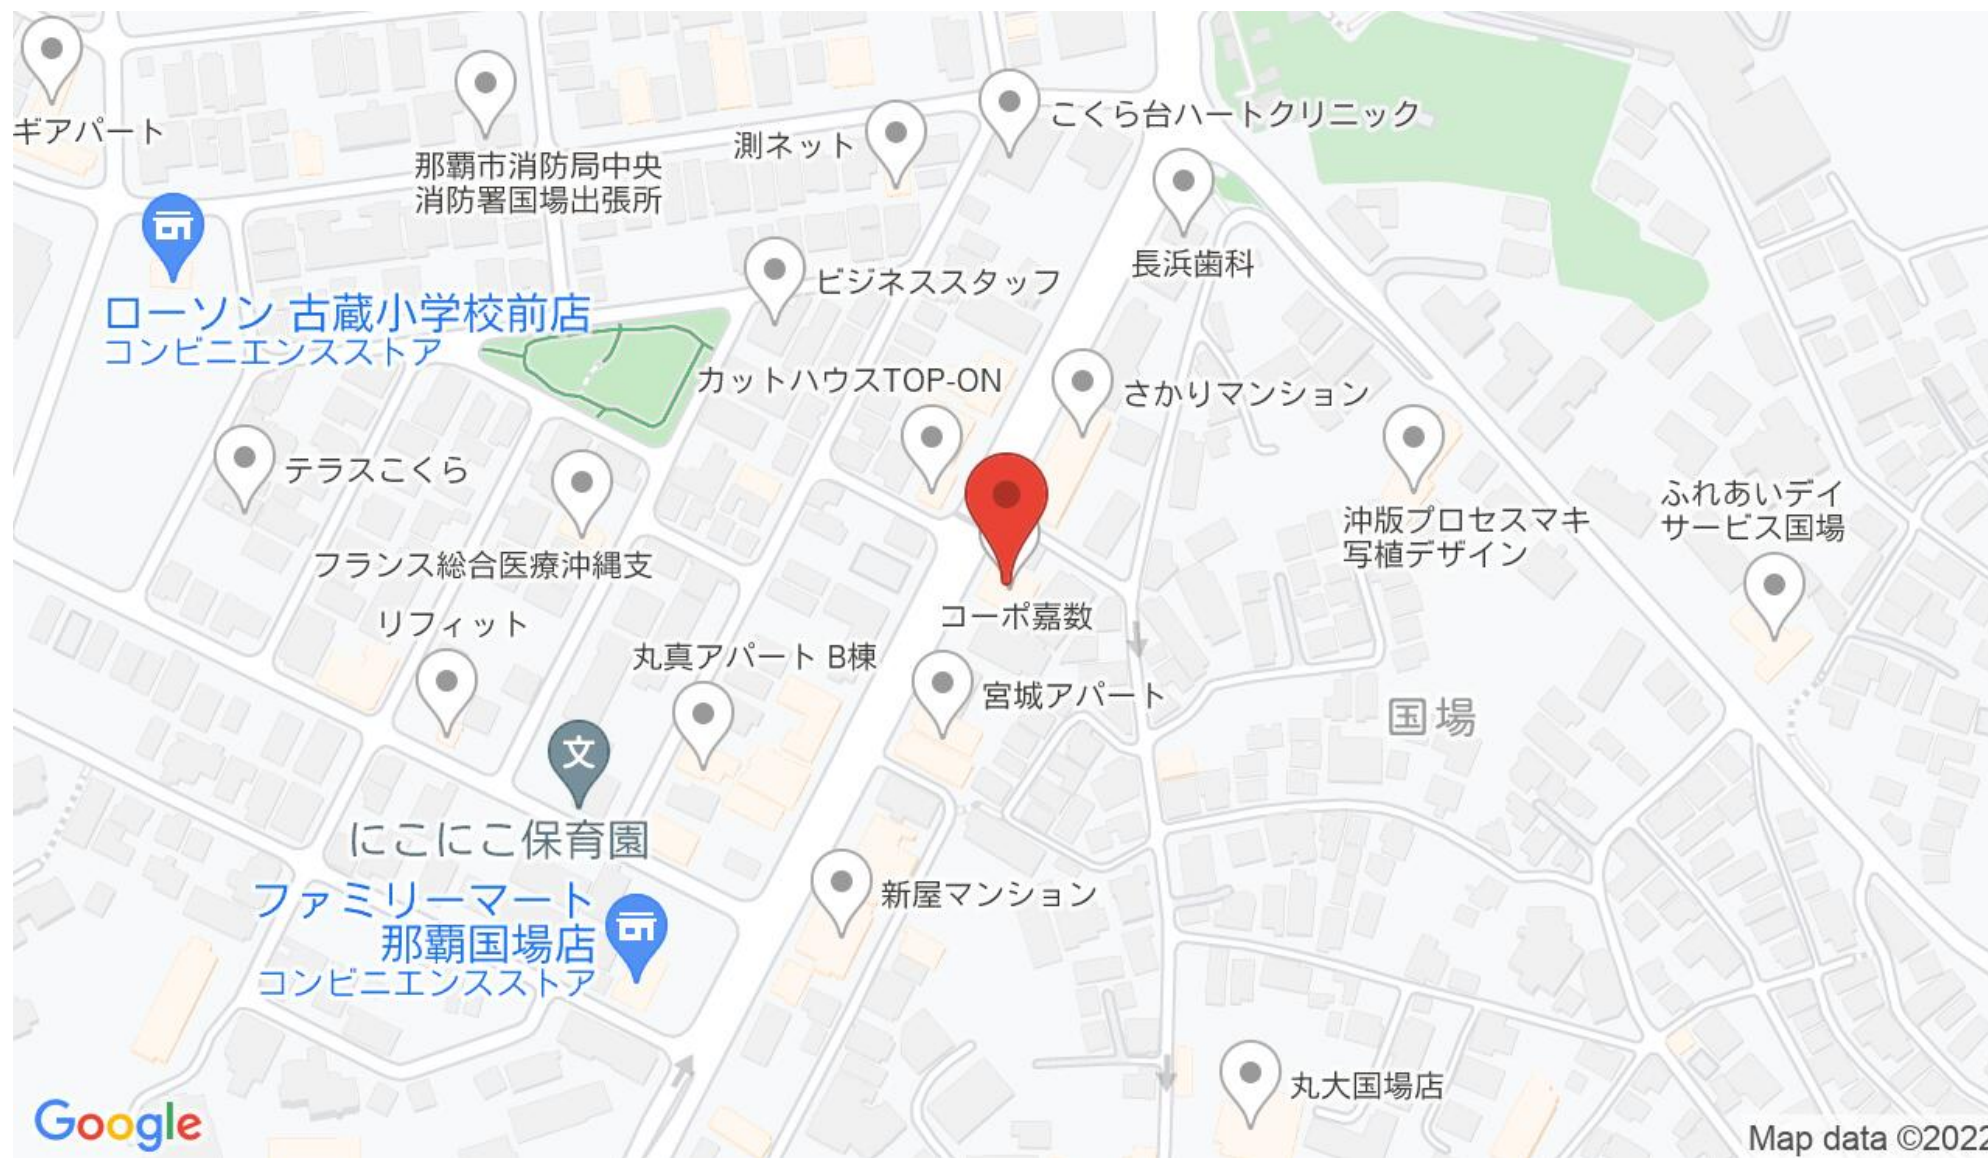 ギアパート
那覇市消防局中央
消防署国場出張所
測ネット
こくら台ハートクリニック
長浜歯科
ローソン 古蔵小学校前店
コンビニエンスストア
ビジネススタッフ
カットハウスTOP-ON
さかりマンション
テラスこくら
沖版プロセスマキ
写植デザイン
ふれあいデイ
サービス国場
フランス総合医療沖縄支
リフィット
コーポ嘉数
丸真アパート B棟
宮城アパート
国場
文
にこにこ保育園
ファミリーマート
那覇国場店
コンビニエンスストア
新屋マンション
丸大国場店
Google
Map data ©2022